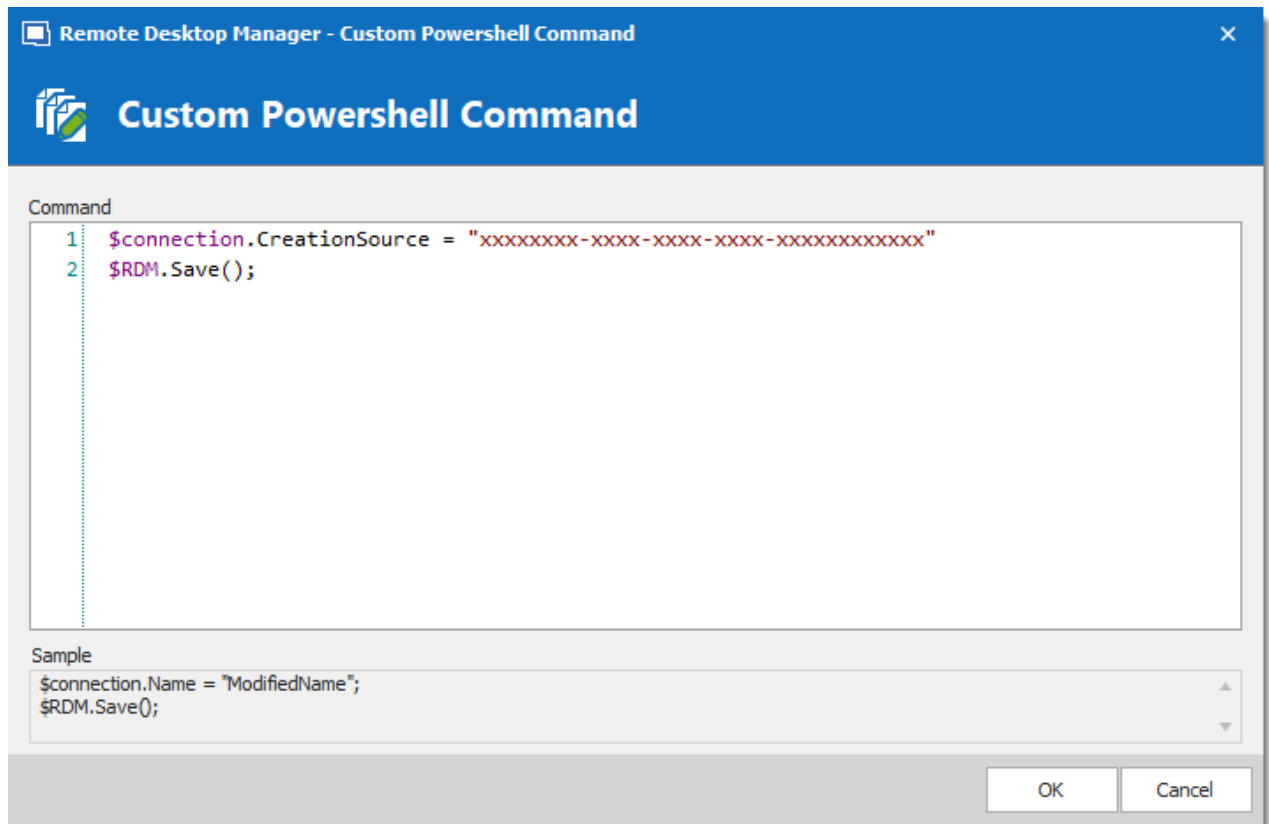 Remote Desktop Manager - Custom Powershell Command
Custom Powershell Command
Command
1 $connection.CreationSource = "xxxxxxxx-xxxx-xxxx-xxxx-xxxxxxxxxxxx"
2 $RDM.Save();
Sample
$connection.Name = "ModifiedName";
$RDM.Save();
OK Cancel